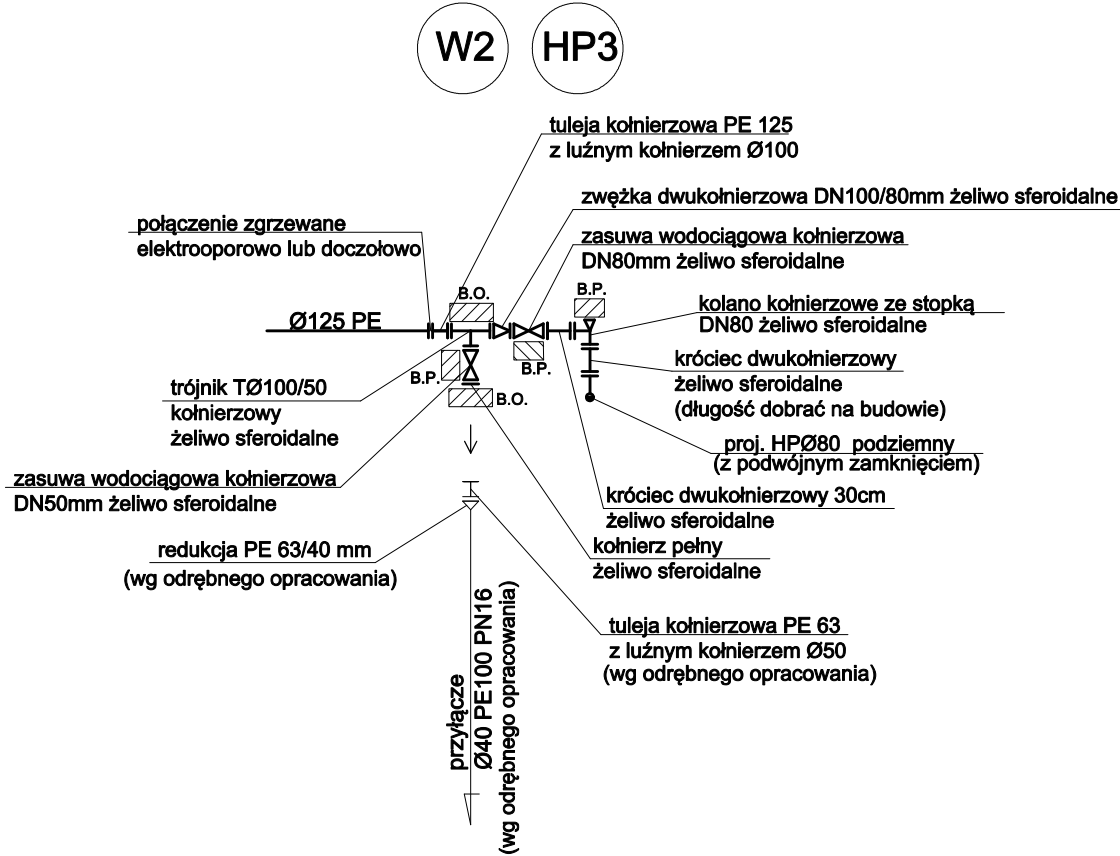 W2
HP3
tuleja kołnierzowa PE 125
z luźnym kołnierzem Ø100
zwężka dwukołnierzowa DN100/80mm żeliwo sferoidalne
połączenie zgrzewane
elektrooporowo lub doczołowo
zasuwa wodociągowa kołnierzowa
DN80mm żeliwo sferoidalne
B.O.
B.P.
Ø125 PE
kolano kołnierzowe ze stopką
DN80 żeliwo sferoidalne
B.P.
B.P.
króciec dwukołnierzowy
żeliwo sferoidalne
(długość dobrać na budowie)
trójnik TØ100/50
kołnierzowy
żeliwo sferoidalne
B.O.
proj. HPØ80 podziemny
(z podwójnym zamknięciem)
zasuwa wodociągowa kołnierzowa
DN50mm żeliwo sferoidalne
króciec dwukołnierzowy 30cm
żeliwo sferoidalne
redukcja PE 63/40 mm
(wg odrębnego opracowania)
kołnierz pełny
żeliwo sferoidalne
tuleja kołnierzowa PE 63
z luźnym kołnierzem Ø50
(wg odrębnego opracowania)
przyłącze
Ø40 PE100 PN16
(wg odrębnego opracowania)